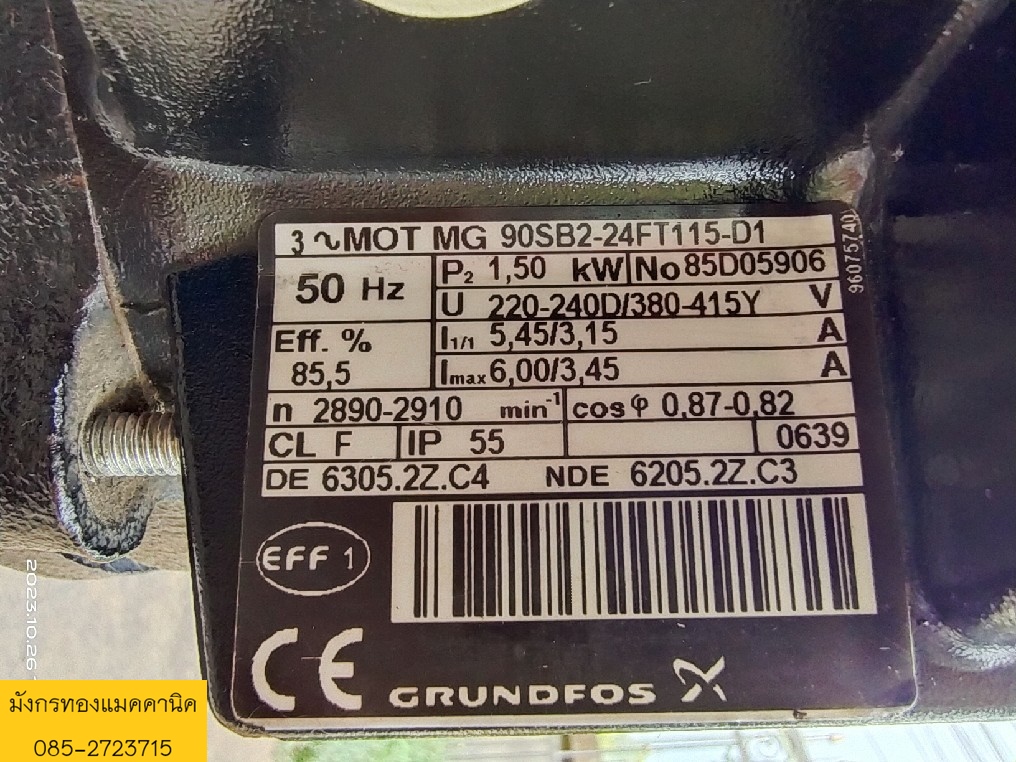 3 ~ MOT MG 90SB2-24FT115-D1
50 Hz
P2 1,50 kW No 85D05906
U 220-240D/380-415Y V
Eff. %
85,5
I1/1 5,45/3,15 A
Imax 6,00/3,45 A
n 2890-2910 min-1 cos φ 0,87-0,82
CL F IP 55 0639
DE 6305.2Z.C4 NDE 6205.2Z.C3
96075740
EFF 1
CE
GRUNDFOS
2023.10.26
มังกรทองแมคคานิค
085-2723715